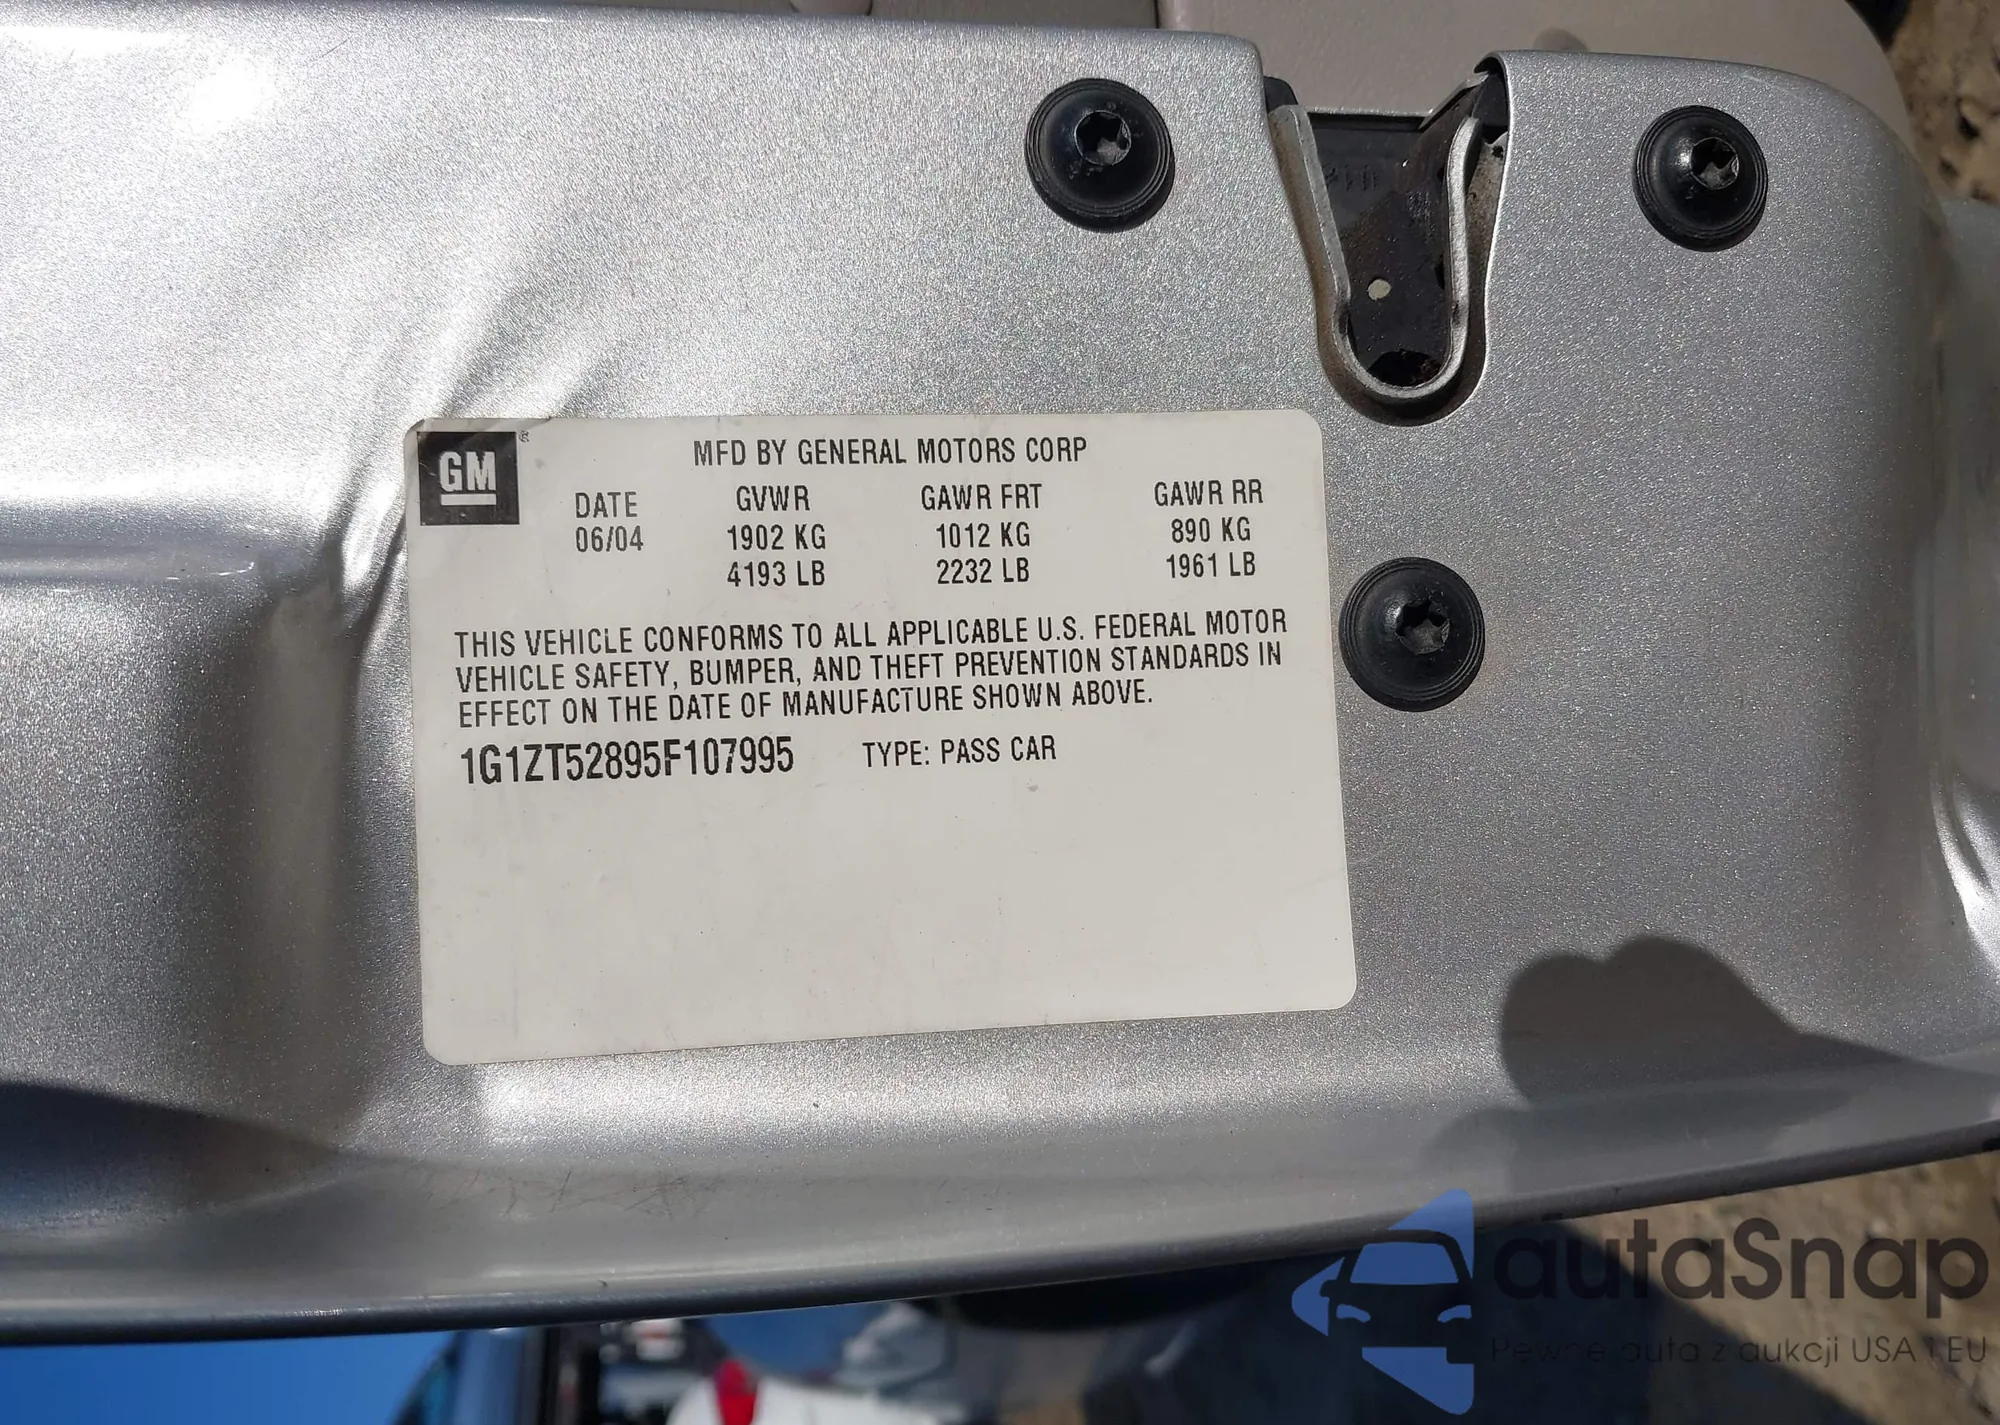 GM
MFD BY GENERAL MOTORS CORP
DATE GVWR GAWR FRT GAWR RR
06/04 1902 KG 1012 KG 890 KG
4193 LB 2232 LB 1961 LB
THIS VEHICLE CONFORMS TO ALL APPLICABLE U.S. FEDERAL MOTOR
VEHICLE SAFETY, BUMPER, AND THEFT PREVENTION STANDARDS IN
EFFECT ON THE DATE OF MANUFACTURE SHOWN ABOVE.
1G1ZT52895F107995 TYPE: PASS CAR
autaSnap
Pewne auta z aukcji USA i EU